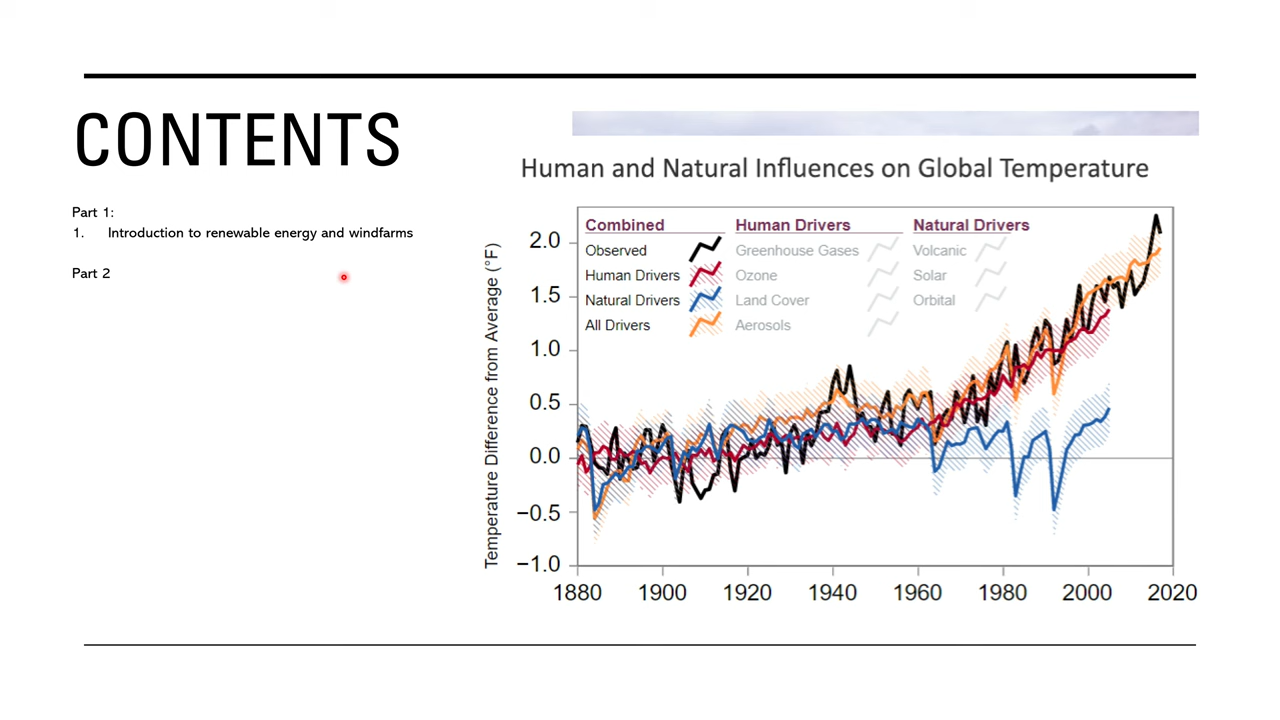 CONTENTS
Part 1:
1. Introduction to renewable energy and windfarms
Part 2
Human and Natural Influences on Global Temperature
Combined Human Drivers Natural Drivers
Observed Greenhouse Gases Volcanic
Human Drivers Ozone Solar
Natural Drivers Land Cover Orbital
All Drivers Aerosols
Temperature Difference from Average (°F)
2.0
1.5
1.0
0.5
0.0
−0.5
−1.0
1880 1900 1920 1940 1960 1980 2000 2020